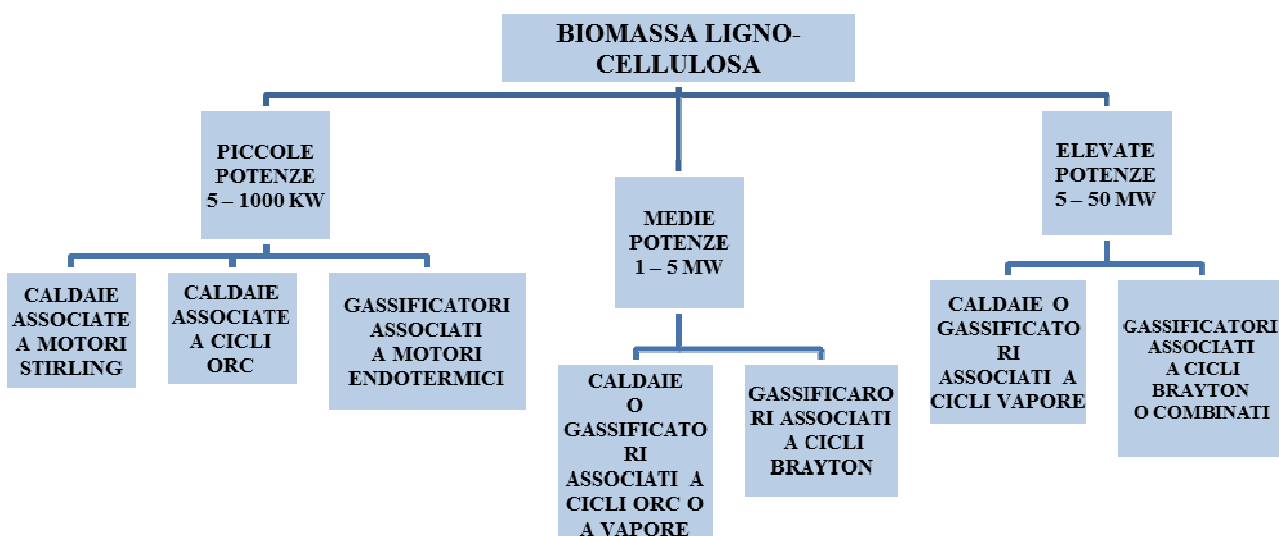 BIOMASSA LIGNO-
CELLULOSA
PICCOLE
POTENZE
5 – 1000 KW
MEDIE
POTENZE
1 – 5 MW
ELEVATE
POTENZE
5 – 50 MW
CALDAIE
ASSOCIATE
A MOTORI
STIRLING
CALDAIE
ASSOCIATE
A CICLI
ORC
GASSIFICATORI
ASSOCIATI
A MOTORI
ENDOTERMICI
CALDAIE
O
GASSIFICATO
RI
ASSOCIATI A
CICLI ORC O
A VAPORE
GASSIFICARO
RI ASSOCIATI
A CICLI
BRAYTON
CALDAIE O
GASSIFICATO
RI
ASSOCIATI A
CICLI VAPORE
GASSIFICATORI
ASSOCIATI
A CICLI
BRAYTON
O COMBINATI